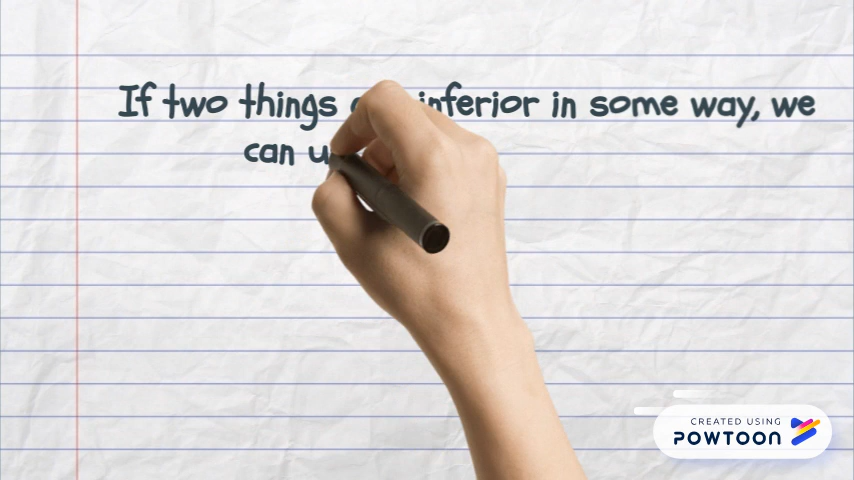 If two things inferior in some way, we
can u
CREATED USING
POWTOON